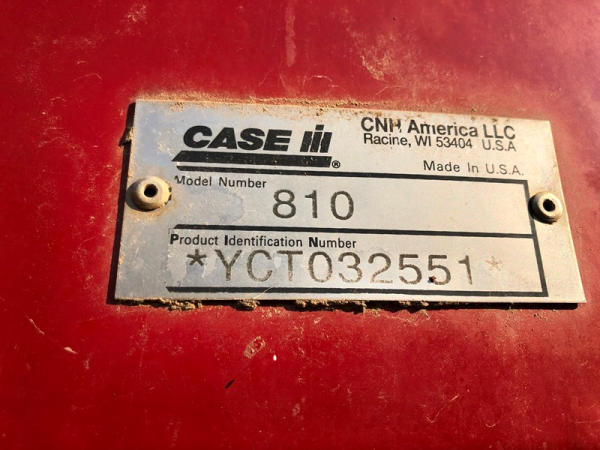 CASE IH®
CNH America LLC
Racine, WI 53404 U.S.A
Made In U.S.A.
Model Number
810
Product Identification Number
*YCT032551*